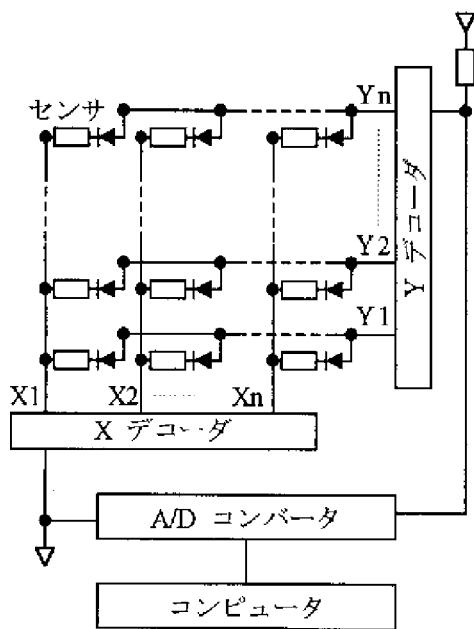 センサ
Yn
Y2
Y1
Y デコーダ
X1
X2
Xn
X デコーダ
A/D コンバータ
コンピュータ